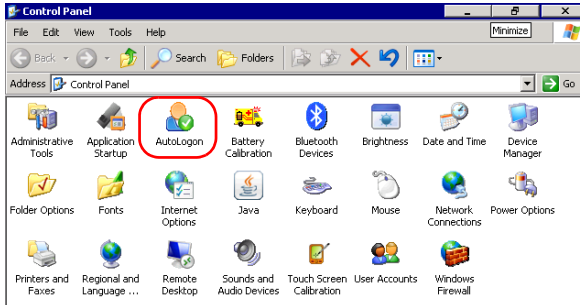 Control Panel
File Edit View Tools Help
Minimize
Back Search Folders
Address Control Panel Go
Administrative Tools
Application Startup
AutoLogon
Battery Calibration
Bluetooth Devices
Brightness
Date and Time
Device Manager
Folder Options
Fonts
Internet Options
Java
Keyboard
Mouse
Network Connections
Power Options
Printers and Faxes
Regional and Language ...
Remote Desktop
Sounds and Audio Devices
Touch Screen Calibration
User Accounts
Windows Firewall